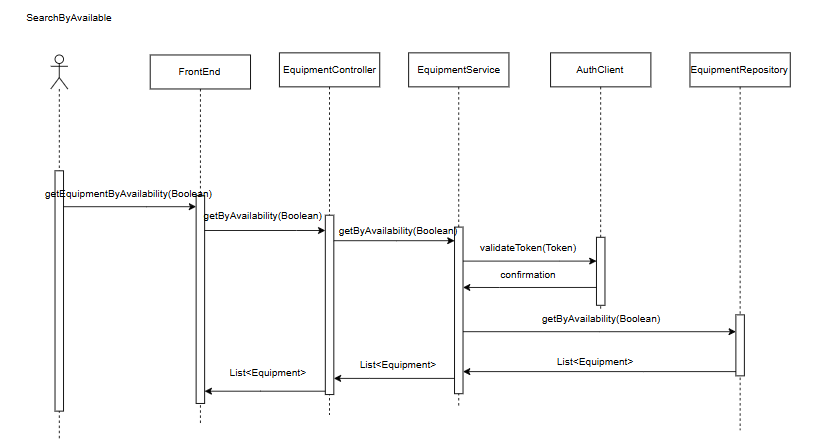 SearchByAvailable
FrontEnd
EquipmentController
EquipmentService
AuthClient
EquipmentRepository
getEquipmentByAvailability(Boolean)
getByAvailability(Boolean)
getByAvailability(Boolean)
validateToken(Token)
confirmation
getByAvailability(Boolean)
List<Equipment>
List<Equipment>
List<Equipment>